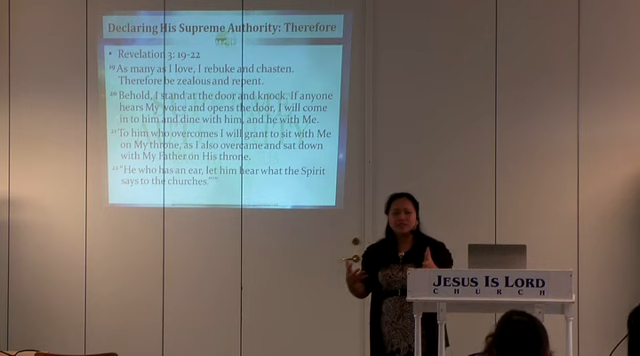 Declaring His Supreme Authority: Therefore
• Revelation 3: 19-22
19 As many as I love, I rebuke and chasten.
Therefore be zealous and repent.
20 Behold, I stand at the door and knock. If anyone
hears My voice and opens the door, I will come
in to him and dine with him, and he with Me.
21 To him who overcomes I will grant to sit with Me
on My throne, as I also overcame and sat down
with My Father on His throne.
22 "He who has an ear, let him hear what the Spirit
says to the churches."
JESUS IS LORD
CHURCH